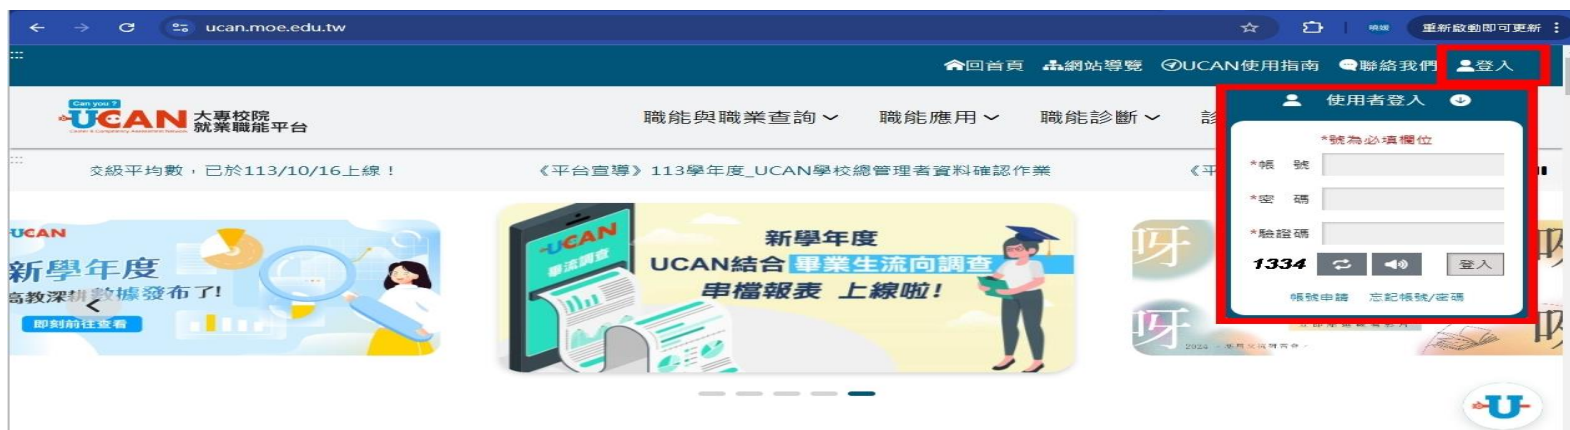 ucan.moe.edu.tw
重新啟動即可更新
回首頁 網站導覽 UCAN使用指南 聯絡我們 登入
Can you ?
UCAN 大專校院
就業職能平台
職能與職業查詢 職能應用 職能診斷 診
使用者登入
*號為必填欄位
*帳 號
*密 碼
*驗證碼
1334 登入
帳號申請 忘記帳號/密碼
級平均數，已於113/10/16上線！
《平台宣導》113學年度_UCAN學校總管理者資料確認作業
《平
UCAN
新學年度
高教深耕數據發布了!
即刻前往查看
UCAN
畢流調查
新學年度
UCAN結合 畢業生流向調查
串檔報表 上線啦!
呀
呀
2024
U